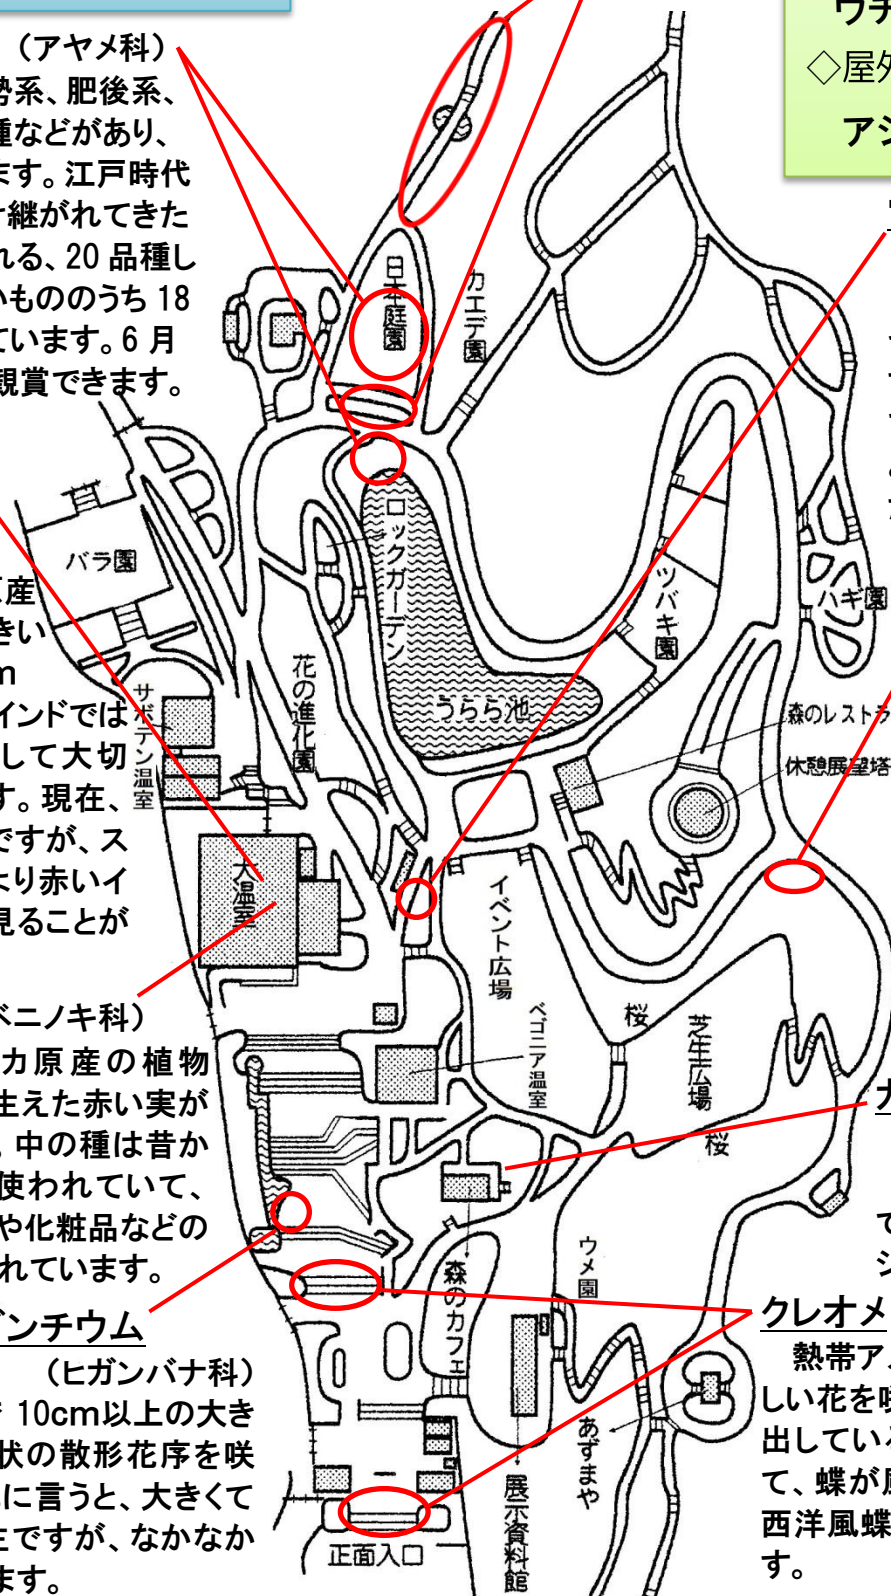 ウチ
◇屋外
アジ
（アヤメ科）
勢系、肥後系、
種などがあり、
ます。江戸時代
け継がれてきた
れる、20 品種し
いもののうち 18
ています。6 月
観賞できます。
日本庭園
カエデ園
ロックガーデン
バラ園
ツバキ園
ハギ園
原産
きい
m
インドでは
して大切
す。現在、
ですが、ス
より赤いイ
見ることが
花の進化園
うらら池
サボテン温室
森のレストラ
休憩展望塔
大温室
イベント広場
ベニノキ科）
カ原産の植物
生えた赤い実が
。中の種は昔か
使われていて、
や化粧品などの
れています。
ベゴニア温室
桜
芝生広場
桜
カ
て
シ
ウメ園
森のカフェ
ンチウム
（ヒガンバナ科）
10cm以上の大き
状の散形花序を咲
に言うと、大きくて
ですが、なかなか
ます。
クレオメ
熱帯ア
しい花を咲
出している
て、蝶が風
西洋風蝶
す。
あずまや
展示資料館
正面入口